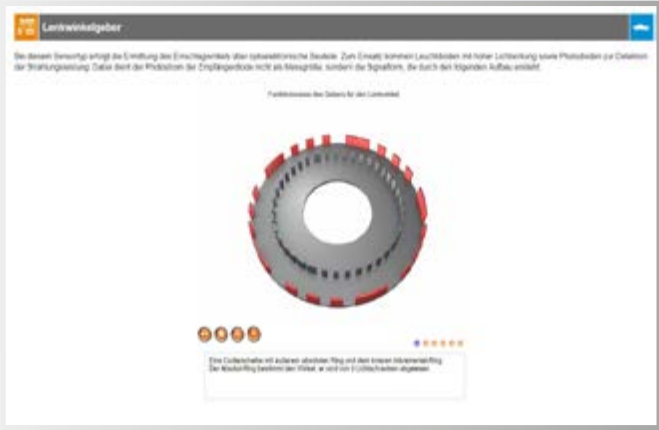 Lenkwinkelgeber
Bei diesem Sensortyp erfolgt die Ermittlung des Einschlagwinkels über optoelektronische Bauteile. Zum Einsatz kommen Leuchtdioden mit hoher Lichtleistung sowie Photodioden zur Detektion
der Strahlungsleistung. Dabei dient der Photostrom der Empfängerdiode nicht als Messgröße, sondern die Signalform, die durch den folgenden Aufbau entsteht.
Funktionsweise des Gebers für den Lenkwinkel
Eine Codierscheibe mit äußerem absoluten Ring und dem inneren Inkrementalring.
Der Absolutring bestimmt den Winkel, er wird von Lichtschranken abgelesen.